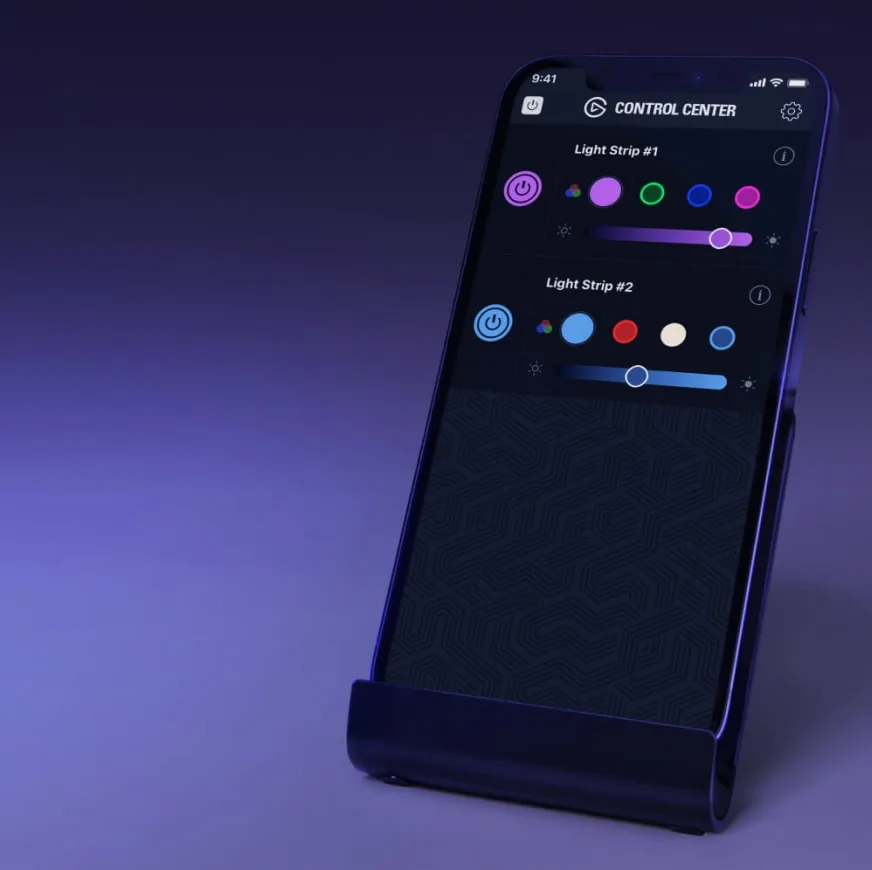 9:41
CONTROL CENTER
Light Strip #1
i
Light Strip #2
i